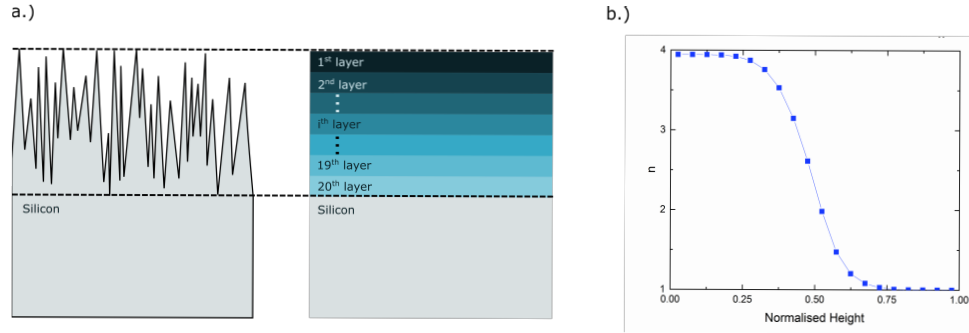 a.)
1st layer
2nd layer
ith layer
19th layer
20th layer
Silicon
Silicon
b.)
4
3
2
1
n
0.00 0.25 0.50 0.75 1.00
Normalised Height